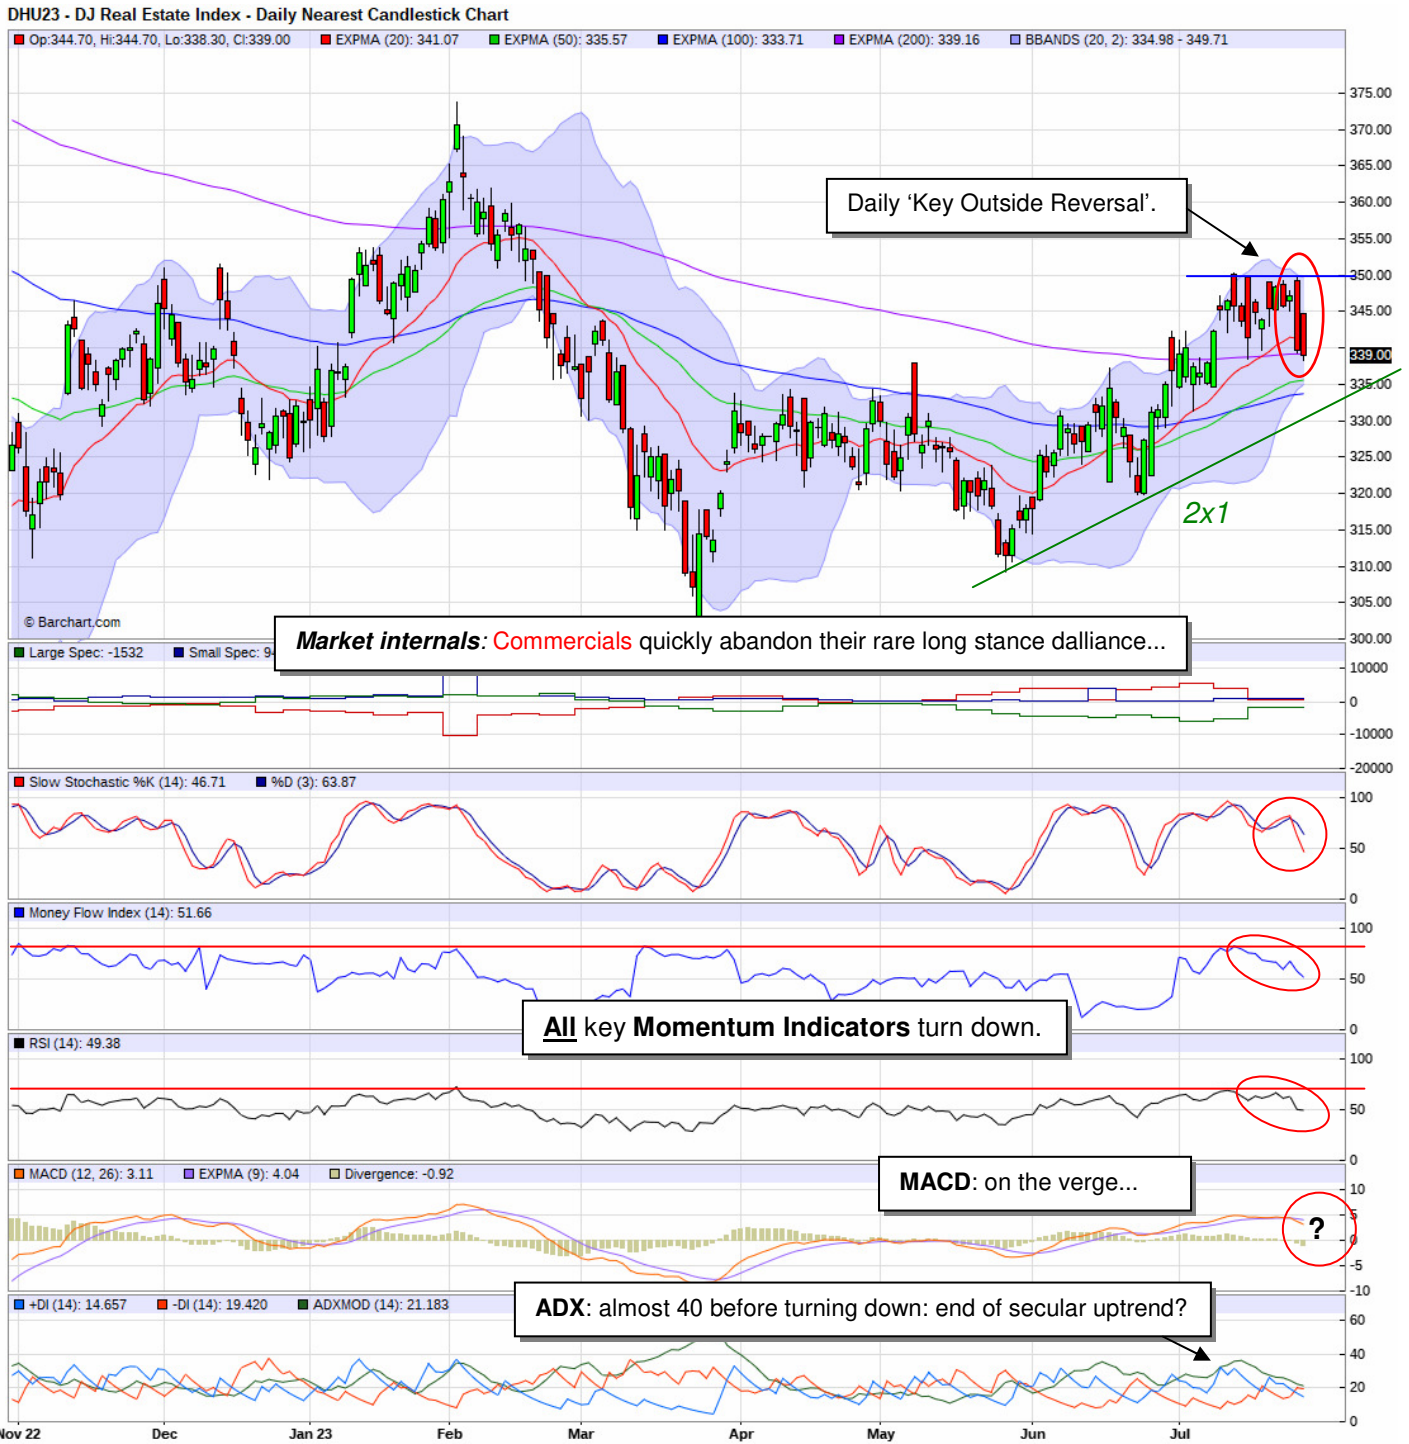 DHU23 - DJ Real Estate Index - Daily Nearest Candlestick Chart
Op:344.70, Hi:344.70, Lo:338.30, Cl:339.00 EXPMA (20): 341.07 EXPMA (50): 335.57 EXPMA (100): 333.71 EXPMA (200): 339.16 BBANDS (20, 2): 334.98 - 349.71
375.00
370.00
365.00
360.00
355.00
350.00
345.00
339.00
335.00
330.00
325.00
320.00
315.00
310.00
305.00
300.00
Daily ‘Key Outside Reversal’.
2x1
© Barchart.com
Market internals: Commercials quickly abandon their rare long stance dalliance...
Large Spec: -1532 Small Spec: 94
10000
0
-10000
-20000
Slow Stochastic %K (14): 46.71 %D (3): 63.87
100
50
0
Money Flow Index (14): 51.66
100
50
0
All key Momentum Indicators turn down.
RSI (14): 49.38
100
50
0
MACD (12, 26): 3.11 EXPMA (9): 4.04 Divergence: -0.92
MACD: on the verge...
10
5
0
-5
-10
?
+DI (14): 14.657 -DI (14): 19.420 ADXMOD (14): 21.183
ADX: almost 40 before turning down: end of secular uptrend?
60
40
20
0
Nov 22 Dec Jan 23 Feb Mar Apr May Jun Jul